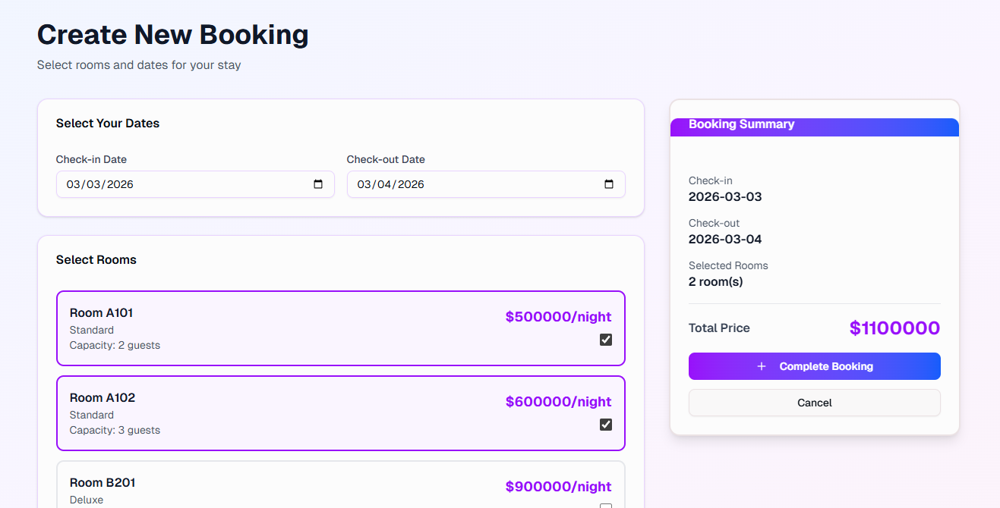 Create New Booking
Select rooms and dates for your stay
Select Your Dates
Check-in Date
03/03/2026
Check-out Date
03/04/2026
Select Rooms
Room A101
Standard
Capacity: 2 guests
$500000/night
Room A102
Standard
Capacity: 3 guests
$600000/night
Room B201
Deluxe
$900000/night
Booking Summary
Check-in
2026-03-03
Check-out
2026-03-04
Selected Rooms
2 room(s)
Total Price
$1100000
+ Complete Booking
Cancel